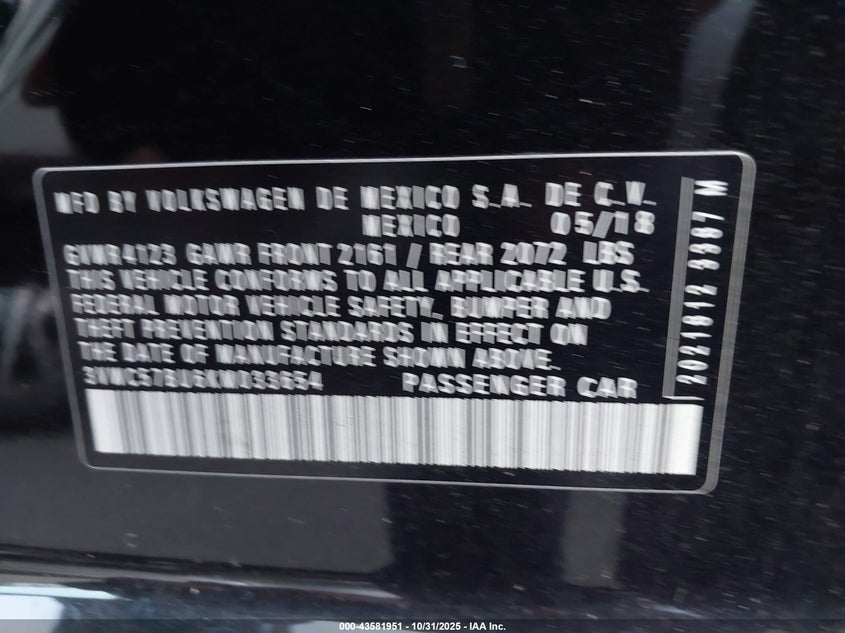 MFD BY VOLKSWAGEN DE MEXICO S.A. DE C.V.
MEXICO 05/18
GVWR4123 GAWR FRONT 2161 / REAR 2072 LBS
THIS VEHICLE CONFORMS TO ALL APPLICABLE U.S.
FEDERAL MOTOR VEHICLE SAFETY, BUMPER AND
THEFT PREVENTION STANDARDS IN EFFECT ON
THE DATE OF MANUFACTURE SHOWN ABOVE.
PASSENGER CAR
2021812 3387 M
000-43581951 - 10/31/2025 - IAA Inc.